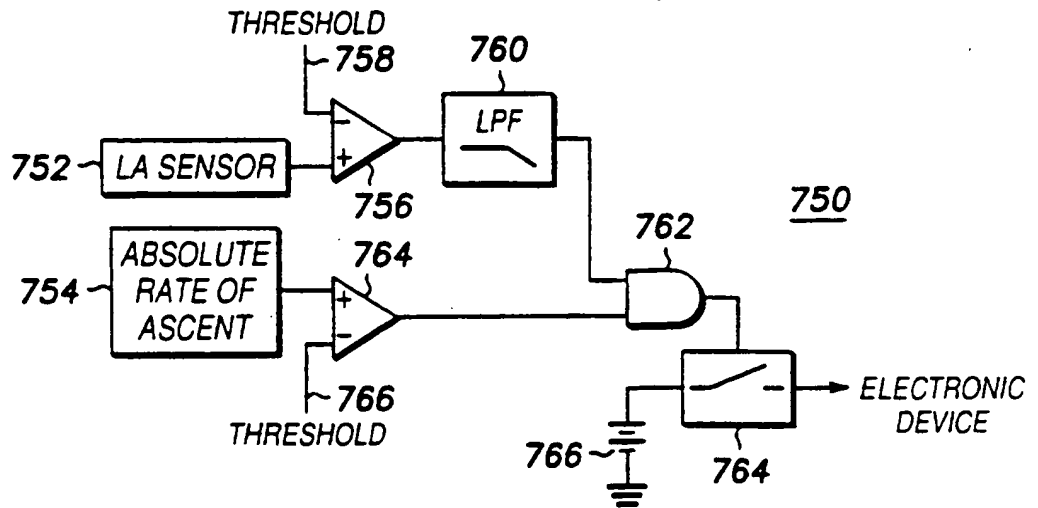 THRESHOLD
758
760
LPF
752
LA SENSOR
-
+
756
750
754
ABSOLUTE
RATE OF
ASCENT
764
+
-
762
766
THRESHOLD
ELECTRONIC
DEVICE
766
764